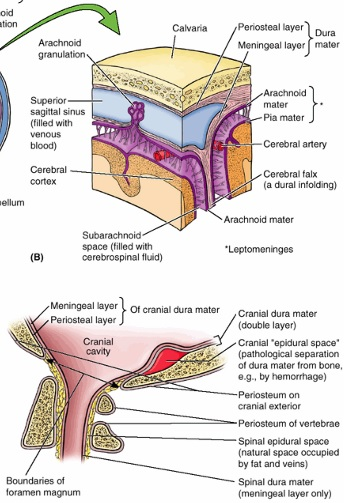 noid
ation
Calvaria
Periosteal layer
Meningeal layer
Dura
mater
Arachnoid
granulation
Arachnoid
mater
Pia mater
*
Superior
sagittal sinus
(filled with
venous
blood)
Cerebral artery
Cerebral
cortex
Cerebral falx
(a dural infolding)
ellum
Arachnoid mater
Subarachnoid
space (filled with
cerebrospinal fluid)
*Leptomeninges
(B)
Meningeal layer
Periosteal layer
Of cranial dura mater
Cranial
cavity
Cranial dura mater
(double layer)
Cranial "epidural space"
(pathological separation
of dura mater from bone,
e.g., by hemorrhage)
Periosteum on
cranial exterior
Periosteum of vertebrae
Spinal epidural space
(natural space occupied
by fat and veins)
Boundaries of
foramen magnum
Spinal dura mater
(meningeal layer only)